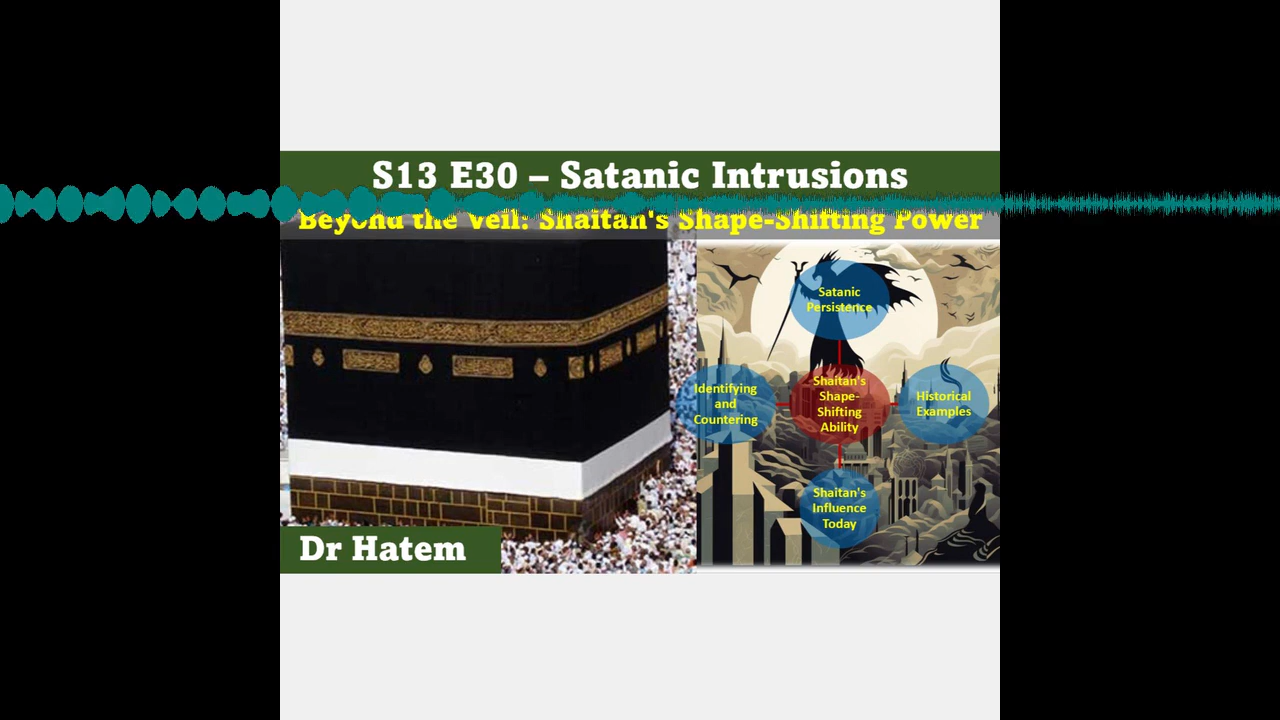 S13 E30 – Satanic Intrusions
Beyond the Veil: Shaitan's Shape-Shifting Power
Satanic
Persistence
Identifying
and
Countering
Shaitan's
Shape-
Shifting
Ability
Historical
Examples
Shaitan's
Influence
Today
Dr Hatem